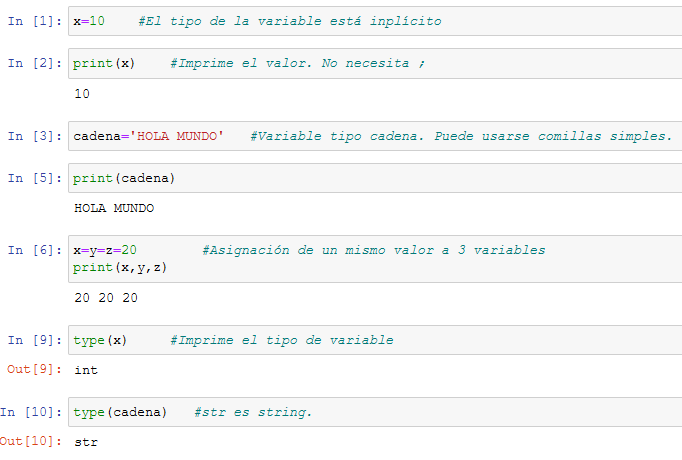 In [1]: x=10    #El tipo de la variable está inplícito
In [2]: print(x)    #Imprime el valor. No necesita ;
10
In [3]: cadena='HOLA MUNDO'   #Variable tipo cadena. Puede usarse comillas simples.
In [5]: print(cadena)
HOLA MUNDO
In [6]: x=y=z=20        #Asignación de un mismo valor a 3 variables
print(x,y,z)
20 20 20
In [9]: type(x)     #Imprime el tipo de variable
Out[9]: int
In [10]: type(cadena)   #str es string.
Out[10]: str